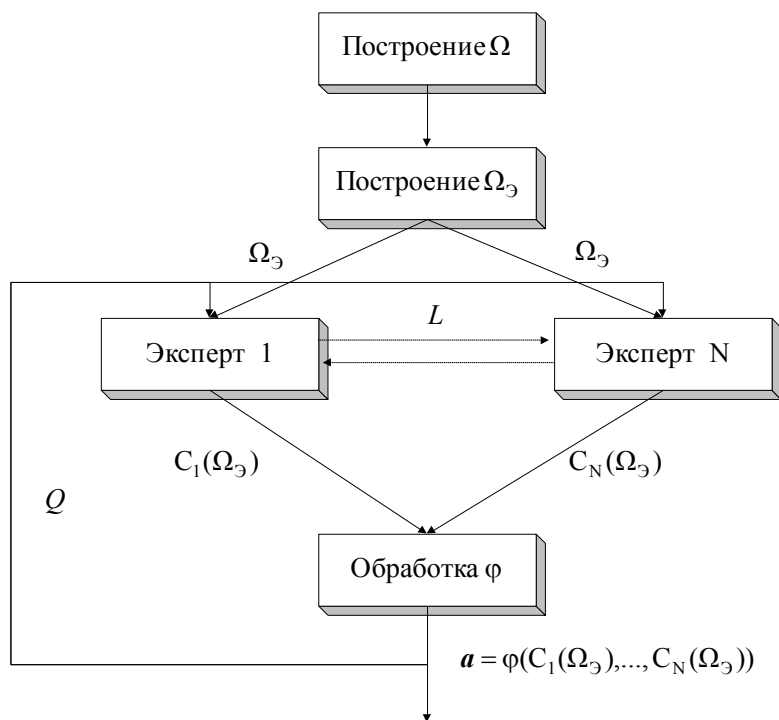 Построение Ω
Построение Ω_Э
Ω_Э
Ω_Э
L
Эксперт 1
Эксперт N
C_1(Ω_Э)
C_N(Ω_Э)
Q
Обработка φ
a = φ(C_1(Ω_Э),...,C_N(Ω_Э))